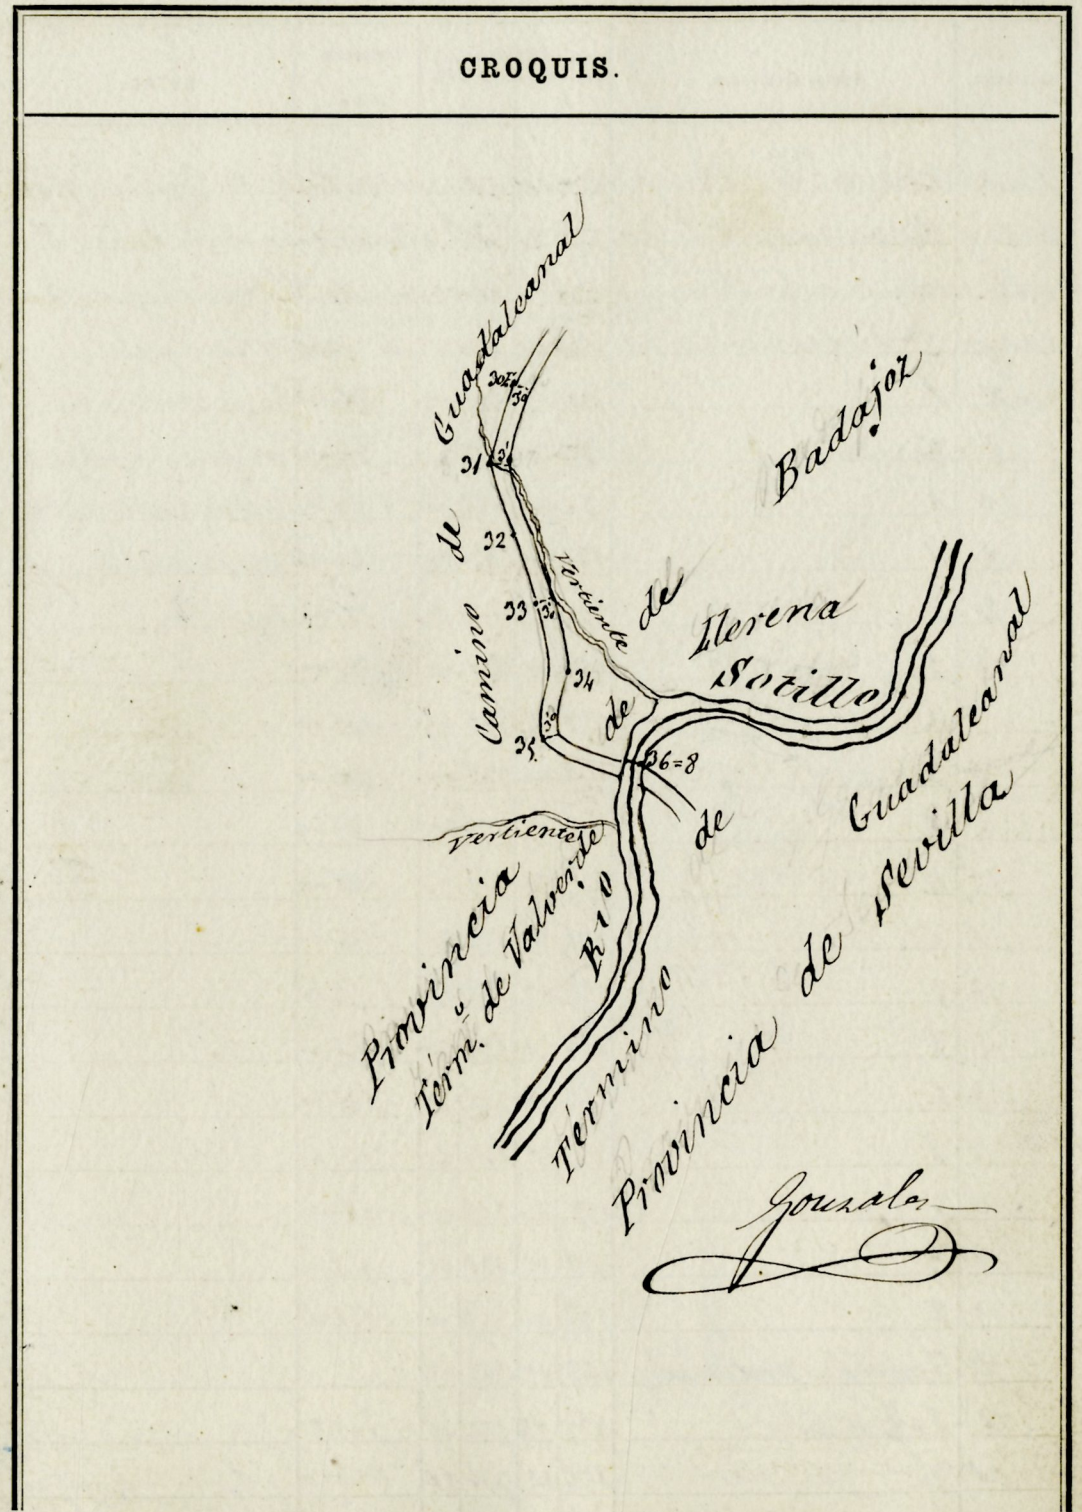 CROQUIS.
Camino de Guadalcanal
30
31
32
33
34
35
36=8
Vertiente
Vertiente
Provincia de Badajoz
Térm.º de Valverde de Llerena
Rio Sotillo
Término de Guadalcanal
Provincia de Sevilla
Gonzalez